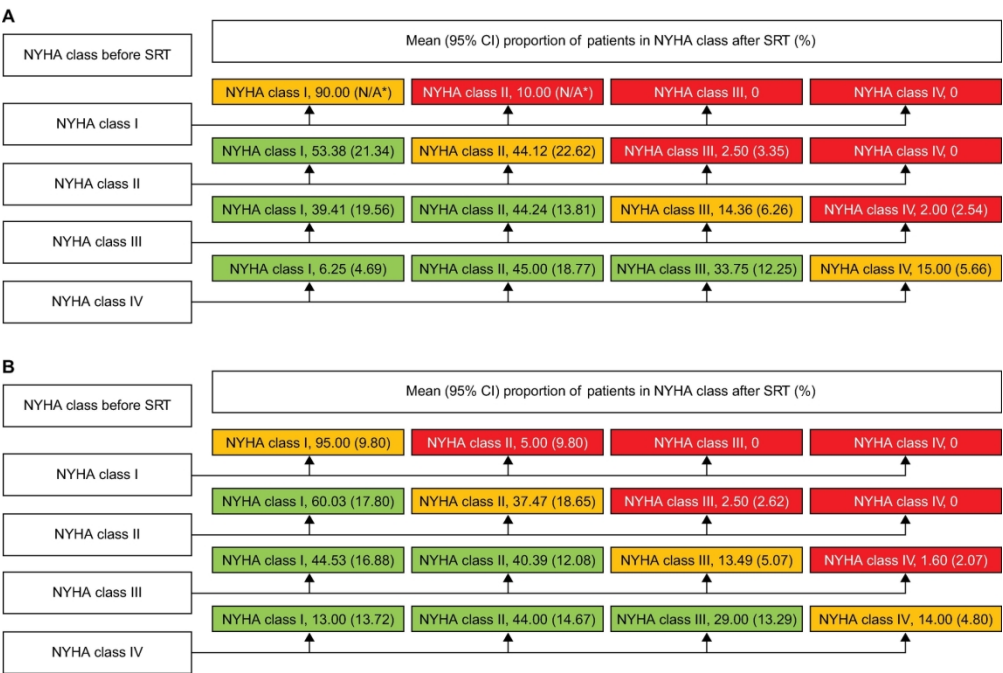 A
NYHA class before SRT
Mean (95% CI) proportion of patients in NYHA class after SRT (%)
NYHA class I, 90.00 (N/A*)
NYHA class II, 10.00 (N/A*)
NYHA class III, 0
NYHA class IV, 0
NYHA class I
NYHA class I, 53.38 (21.34)
NYHA class II, 44.12 (22.62)
NYHA class III, 2.50 (3.35)
NYHA class IV, 0
NYHA class II
NYHA class I, 39.41 (19.56)
NYHA class II, 44.24 (13.81)
NYHA class III, 14.36 (6.26)
NYHA class IV, 2.00 (2.54)
NYHA class III
NYHA class I, 6.25 (4.69)
NYHA class II, 45.00 (18.77)
NYHA class III, 33.75 (12.25)
NYHA class IV, 15.00 (5.66)
NYHA class IV
B
NYHA class before SRT
Mean (95% CI) proportion of patients in NYHA class after SRT (%)
NYHA class I, 95.00 (9.80)
NYHA class II, 5.00 (9.80)
NYHA class III, 0
NYHA class IV, 0
NYHA class I
NYHA class I, 60.03 (17.80)
NYHA class II, 37.47 (18.65)
NYHA class III, 2.50 (2.62)
NYHA class IV, 0
NYHA class II
NYHA class I, 44.53 (16.88)
NYHA class II, 40.39 (12.08)
NYHA class III, 13.49 (5.07)
NYHA class IV, 1.60 (2.07)
NYHA class III
NYHA class I, 13.00 (13.72)
NYHA class II, 44.00 (14.67)
NYHA class III, 29.00 (13.29)
NYHA class IV, 14.00 (4.80)
NYHA class IV